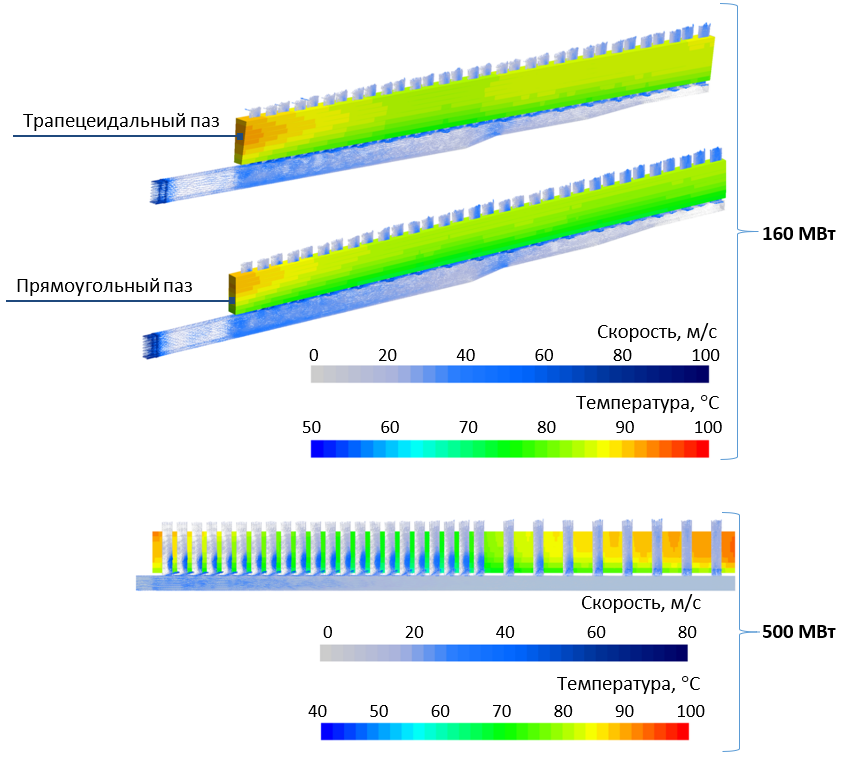 Трапецеидальный паз
Прямоугольный паз
160 МВт
Скорость, м/с
0 20 40 60 80 100
Температура, °С
50 60 70 80 90 100
Скорость, м/с
0 20 40 60 80
500 МВт
Температура, °С
40 50 60 70 80 90 100